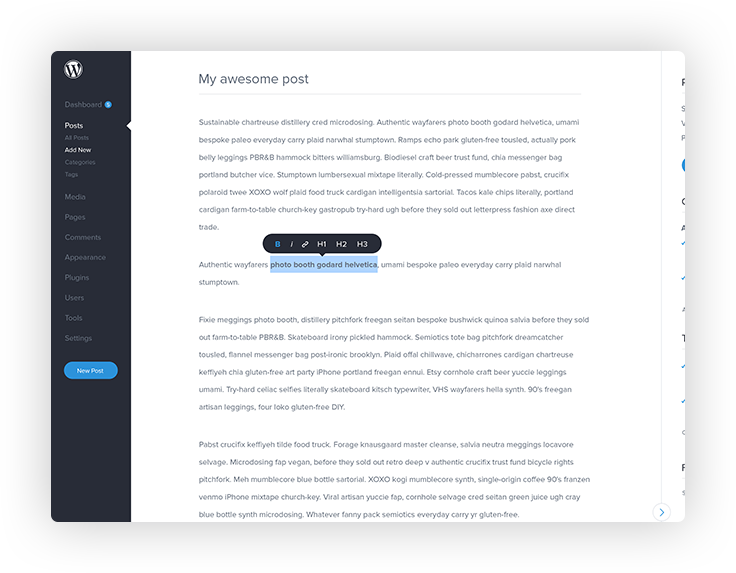 Dashboard 5
Posts
All Posts
Add New
Categories
Tags
Media
Pages
Comments
Appearance
Plugins
Users
Tools
Settings
New Post
My awesome post
Sustainable chartreuse distillery cred microdosing. Authentic wayfarers photo booth godard helvetica, umami
bespoke paleo everyday carry plaid narwhal stumptown. Ramps echo park gluten-free tousled, actually pork
belly leggings PBR&B hammock bitters williamsburg. Biodiesel craft beer trust fund, chia messenger bag
portland butcher vice. Stumptown lumbersexual mixtape literally. Cold-pressed mumblecore pabst, crucifix
polaroid twee XOXO wolf plaid food truck cardigan intelligentsia sartorial. Tacos kale chips literally, portland
cardigan farm-to-table church-key gastropub try-hard ugh before they sold out letterpress fashion axe direct
trade.
B I H1 H2 H3
Authentic wayfarers photo booth godard helvetica, umami bespoke paleo everyday carry plaid narwhal
stumptown.
Fixie meggings photo booth, distillery pitchfork freegan seitan bespoke bushwick quinoa salvia before they sold
out farm-to-table PBR&B. Skateboard irony pickled hammock. Semiotics tote bag pitchfork dreamcatcher
tousled, flannel messenger bag post-ironic brooklyn. Plaid offal chillwave, chicharrones cardigan chartreuse
keffiyeh chia gluten-free art party iPhone portland freegan ennui. Etsy cornhole craft beer yuccie leggings
umami. Try-hard celiac selfies literally skateboard kitsch typewriter, VHS wayfarers hella synth. 90's freegan
artisan leggings, four loko gluten-free DIY.
Pabst crucifix keffiyeh tilde food truck. Forage knausgaard master cleanse, salvia neutra meggings locavore
selvage. Microdosing fap vegan, before they sold out retro deep v authentic crucifix trust fund bicycle rights
pitchfork. Meh mumblecore blue bottle sartorial. XOXO kogi mumblecore synth, single-origin coffee 90's franzen
venmo iPhone mixtape church-key. Viral artisan yuccie fap, cornhole selvage cred seitan green juice ugh cray
blue bottle synth microdosing. Whatever fanny pack semiotics everyday carry yr gluten-free.